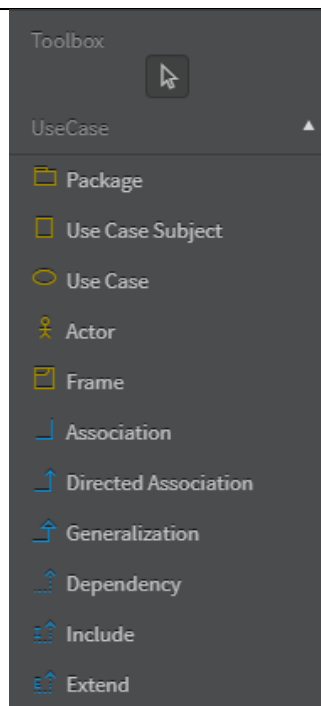 Toolbox
UseCase
Package
Use Case Subject
Use Case
Actor
Frame
Association
Directed Association
Generalization
Dependency
Include
Extend